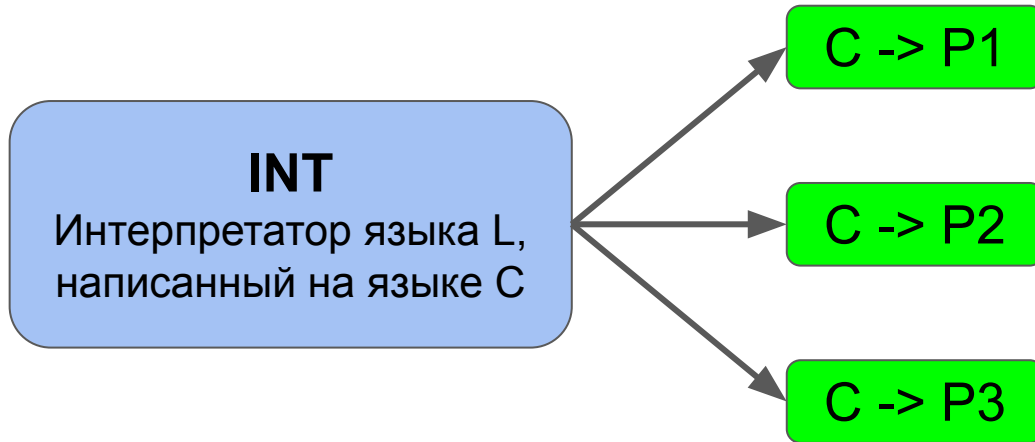 INT
Интерпретатор языка L,
написанный на языке C
C -> P1
C -> P2
C -> P3